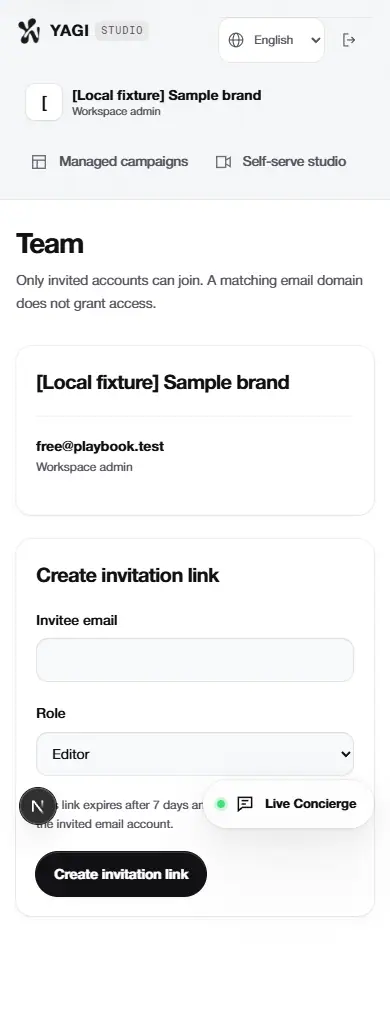 YAGI STUDIO
English
[
[Local fixture] Sample brand
Workspace admin
Managed campaigns
Self-serve studio
Team
Only invited accounts can join. A matching email domain
does not grant access.
[Local fixture] Sample brand
free@playbook.test
Workspace admin
Create invitation link
Invitee email
Role
Editor
link expires after 7 days
the invited email account.
N
Live Concierge
Create invitation link